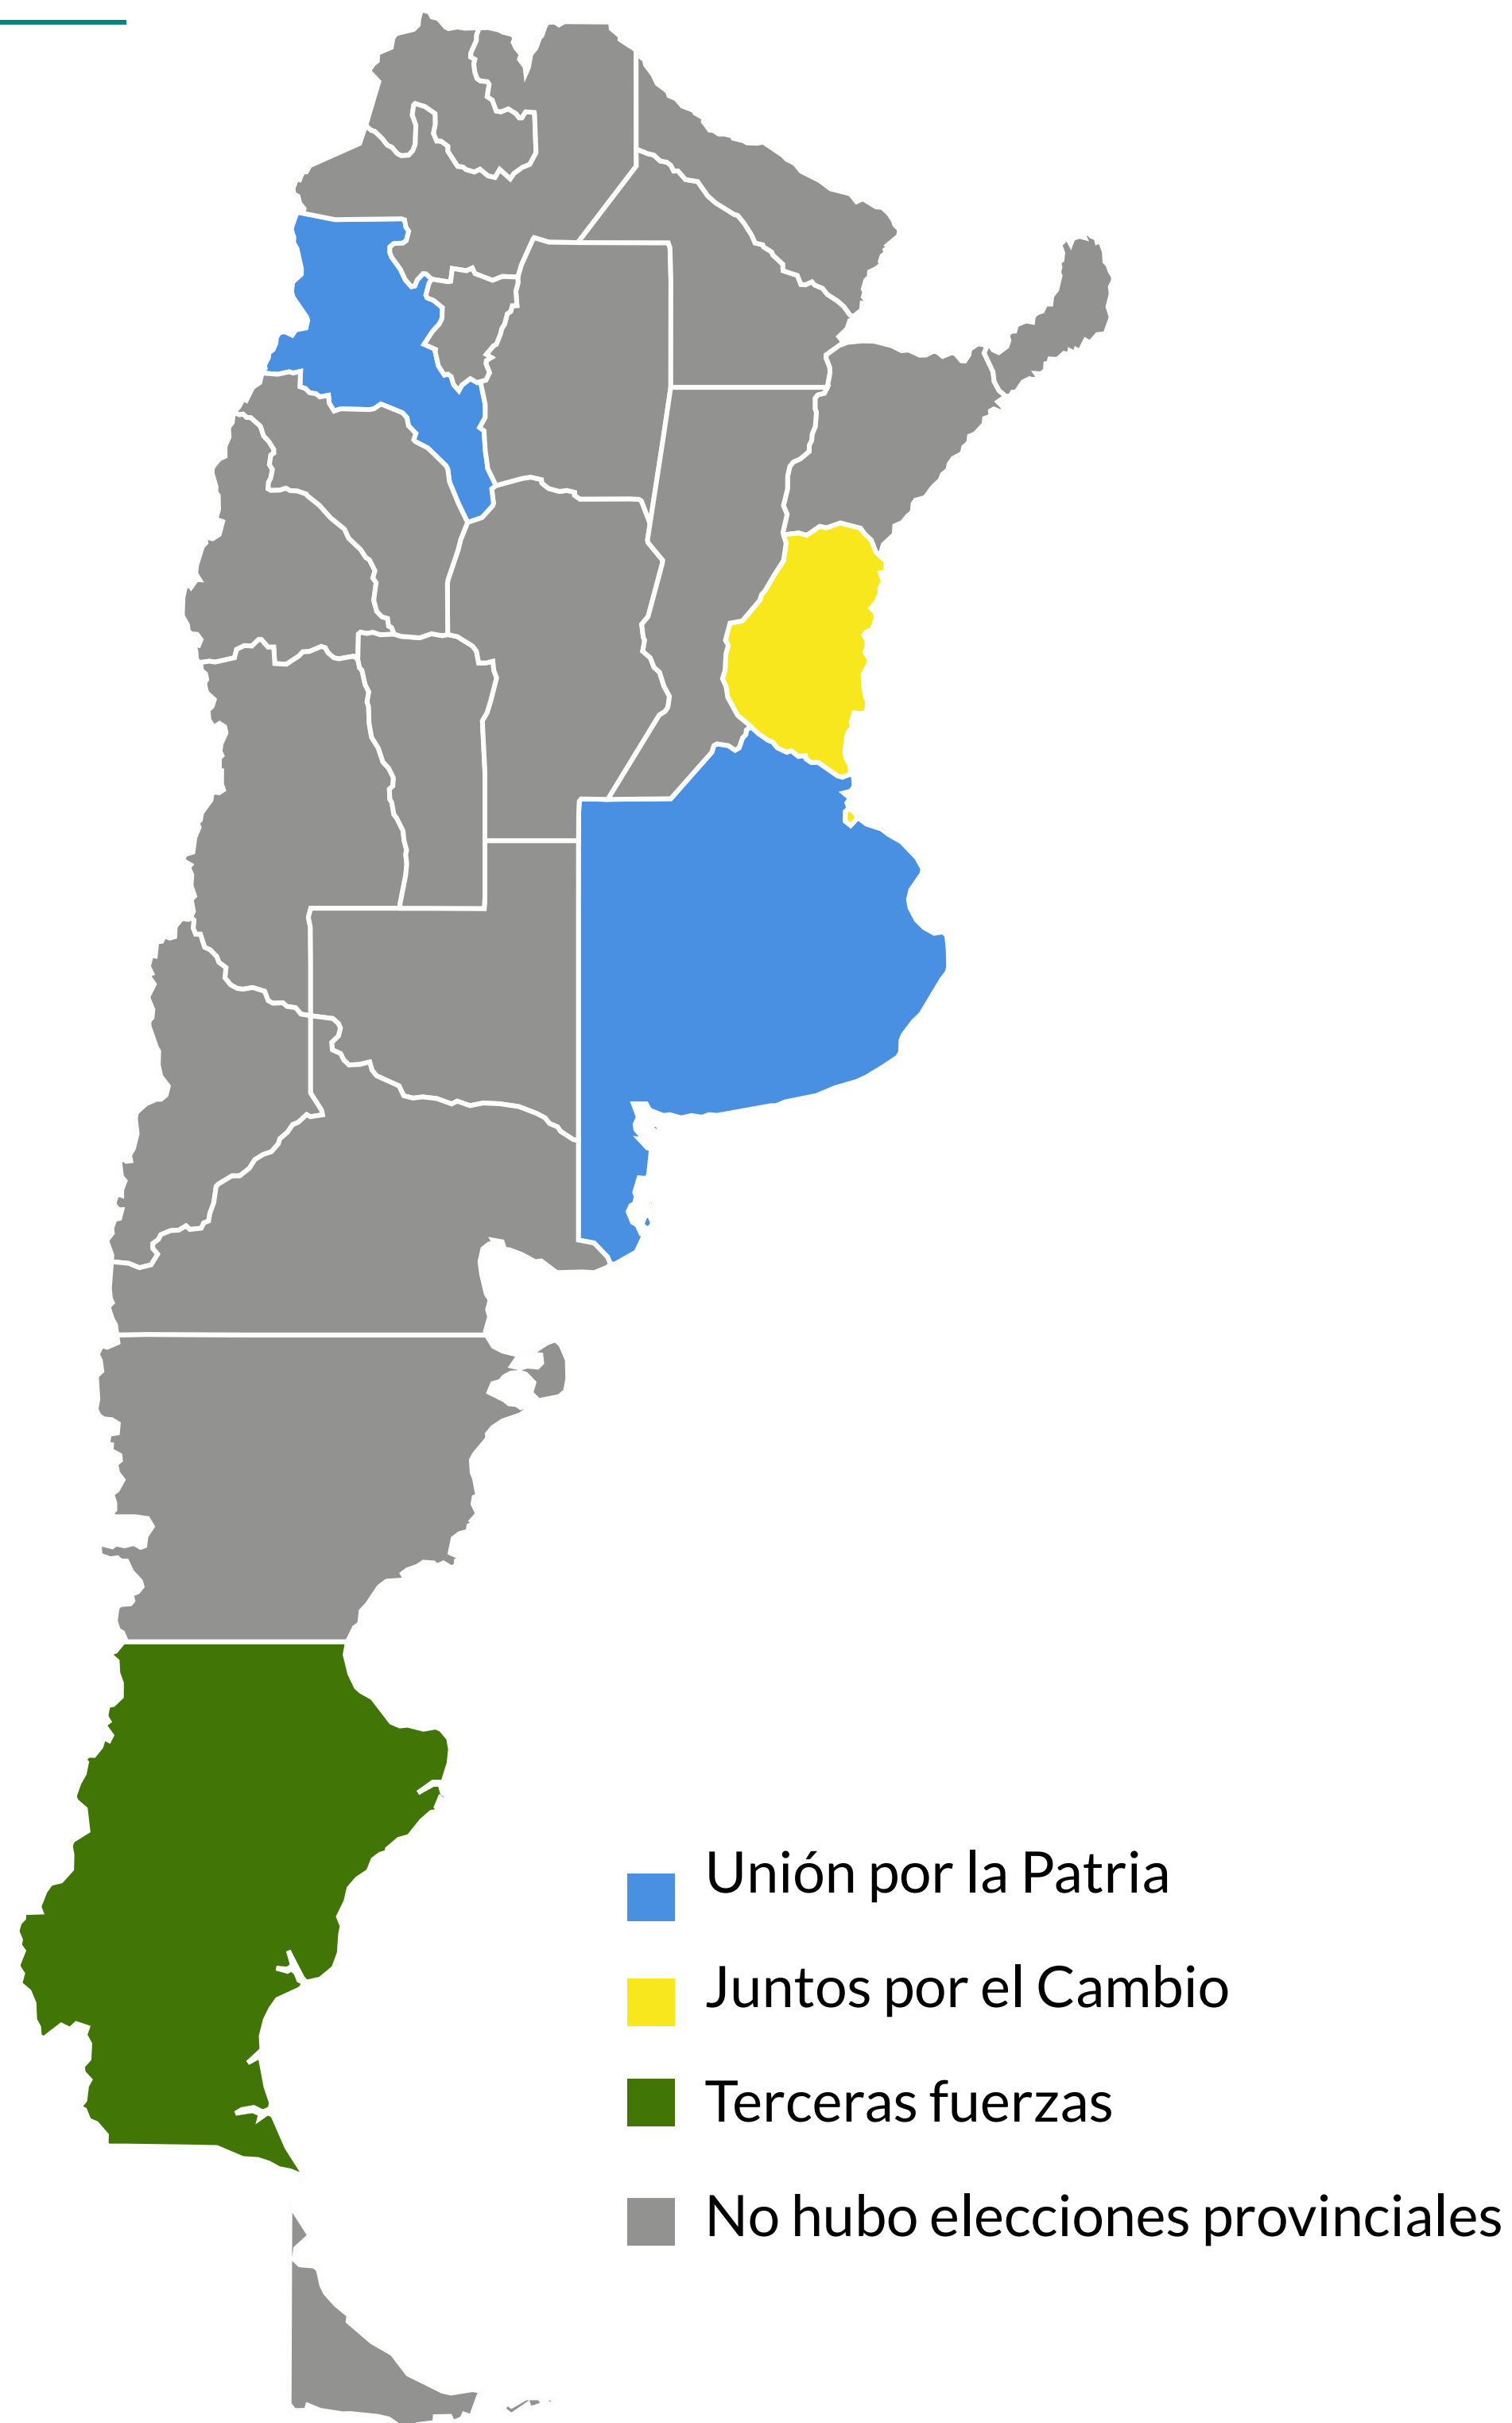 Unión por la Patria
Juntos por el Cambio
Terceras fuerzas
No hubo elecciones provinciales